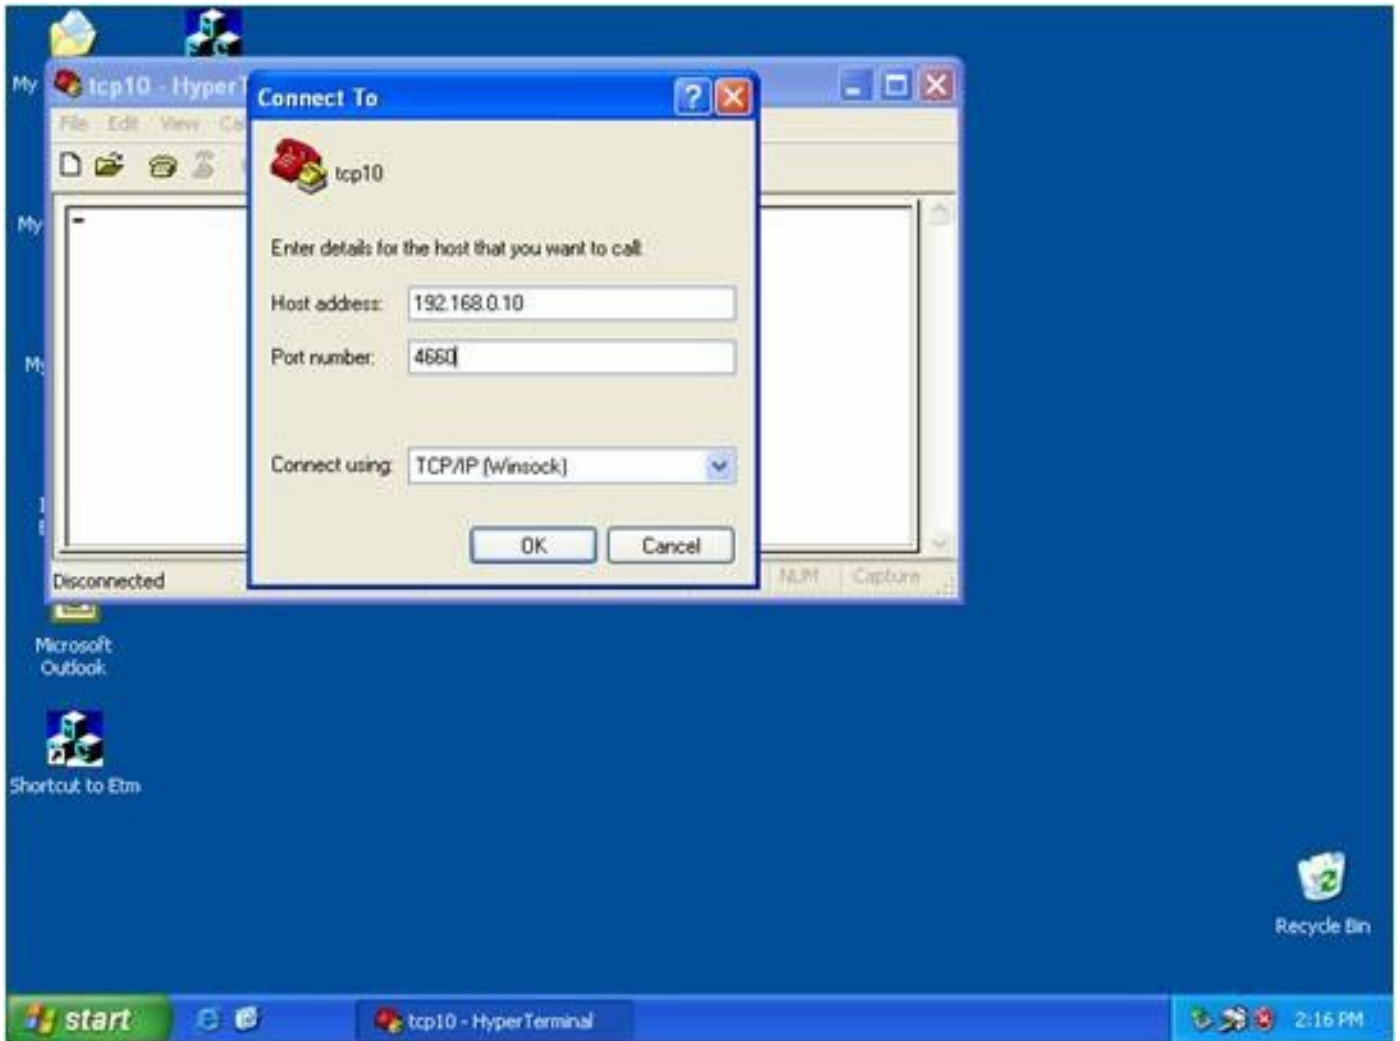 My
tcp10 - Hyper
Connect To
File Edit View
tcp10
My
Enter details for the host that you want to call:
Host address: 192.168.0.10
Port number: 4660
Connect using: TCP/IP (Winsock)
OK Cancel
Disconnected
NUM Capture
Microsoft
Outlook
Shortcut to Etm
Recycle Bin
start
tcp10 - HyperTerminal
2:16 PM